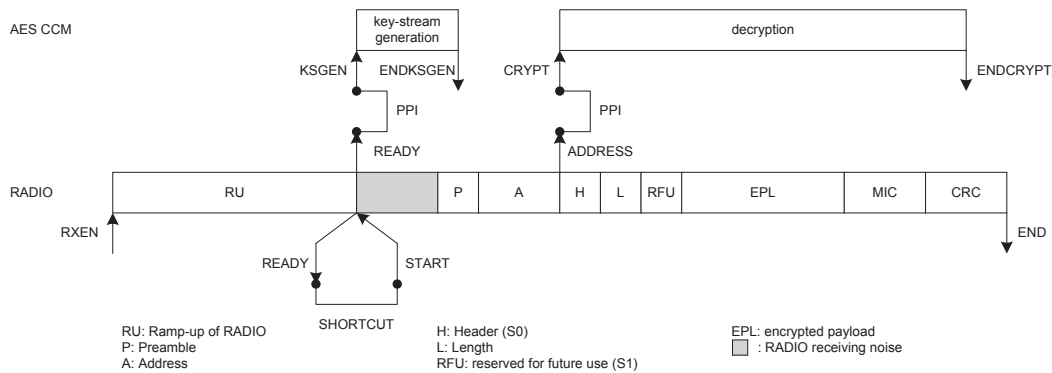 AES CCM
key-stream
generation
decryption
KSGEN
ENDKSGEN
CRYPT
ENDCRYPT
PPI
PPI
READY
ADDRESS
RADIO
RU
P
A
H
L
RFU
EPL
MIC
CRC
RXEN
END
READY
START
SHORTCUT
RU: Ramp-up of RADIO
P: Preamble
A: Address
H: Header (S0)
L: Length
RFU: reserved for future use (S1)
EPL: encrypted payload
: RADIO receiving noise